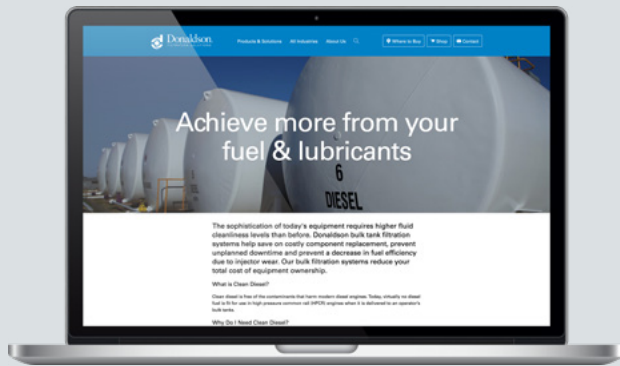 Donaldson.
Products & Solutions All Industries About Us Where to Buy Shop Contact
Achieve more from your
fuel & lubricants
6
DIESEL
The sophistication of today's equipment requires higher fluid
cleanliness levels than before. Donaldson bulk tank filtration
systems help save on costly component replacement, prevent
unplanned downtime and prevent a decrease in fuel efficiency
due to injector wear. Our bulk filtration systems reduce your
total cost of equipment ownership.
What is Clean Diesel?
Clean diesel is free of the contaminants that harm modern diesel engines. Today, virtually no diesel
fuel is fit for use in high pressure common rail (HPCR) engines when it is delivered to an operator's
bulk tanks.
Why Do I Need Clean Diesel?